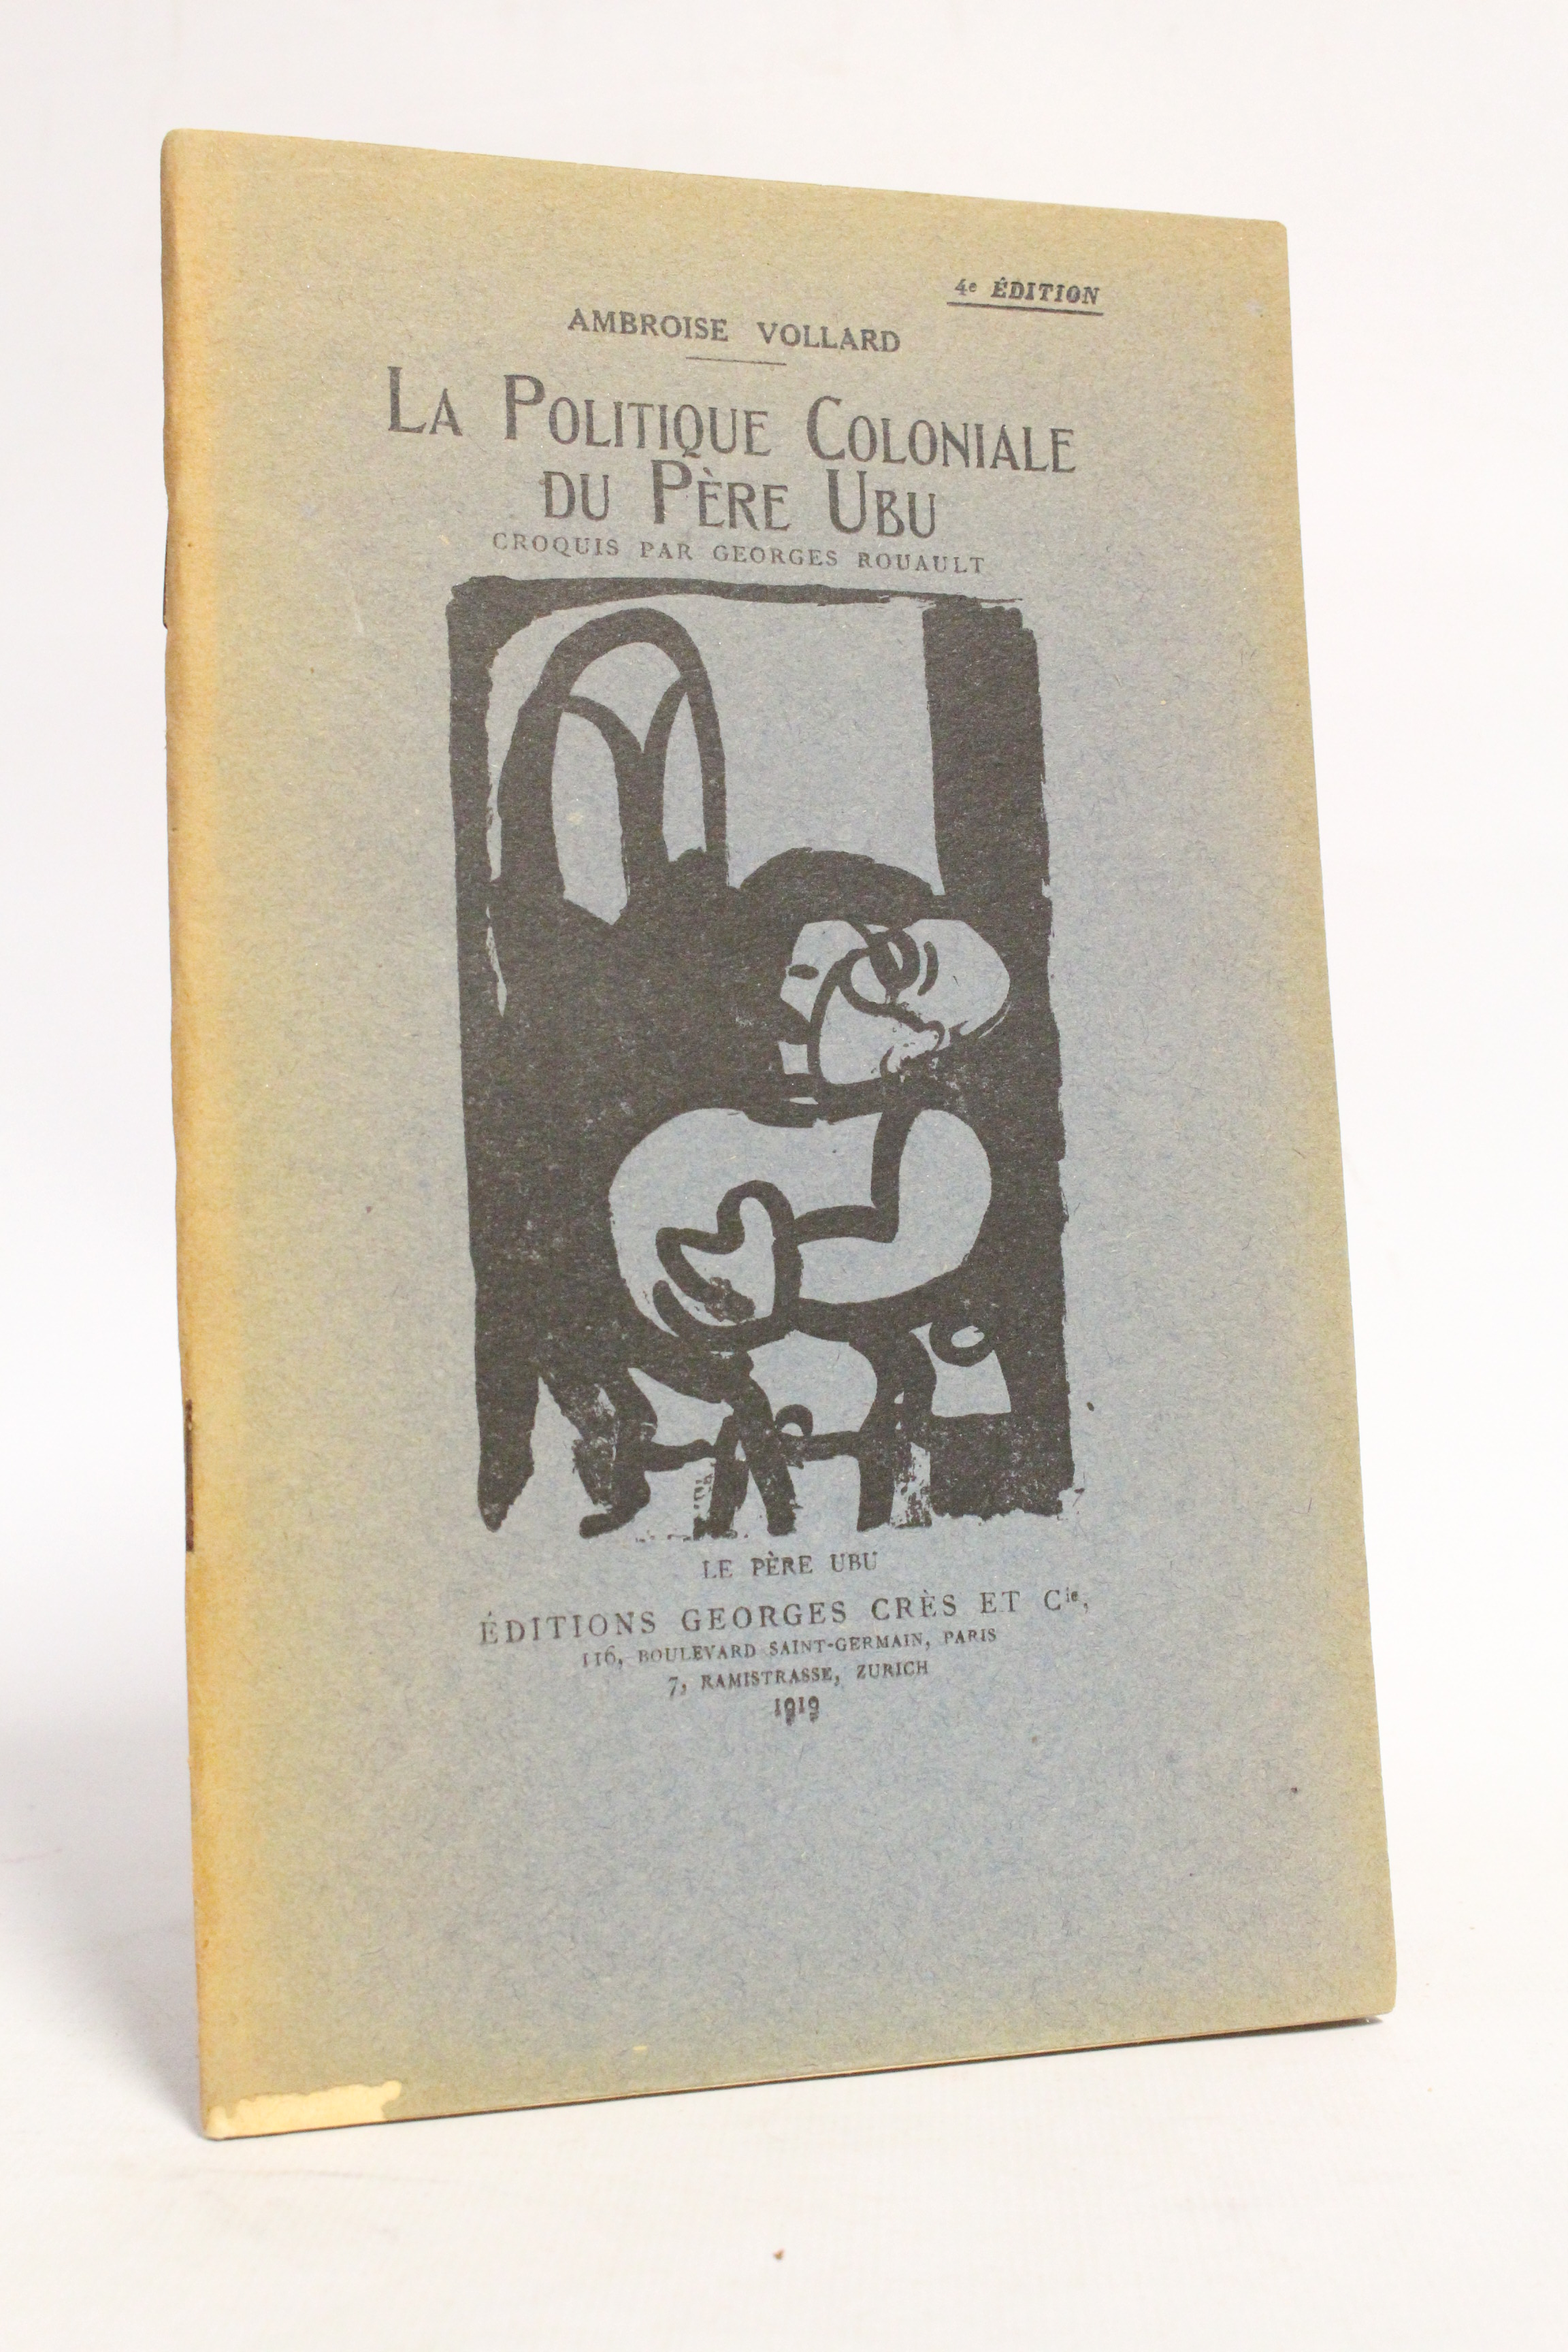 4e ÉDITION
AMBROISE VOLLARD
LA POLITIQUE COLONIALE
DU PÈRE UBU
CROQUIS PAR GEORGES ROUAULT
LE PÈRE UBU
ÉDITIONS GEORGES CRÈS ET Cie,
116, BOULEVARD SAINT-GERMAIN, PARIS
7, RAMISTRASSE, ZURICH
1919